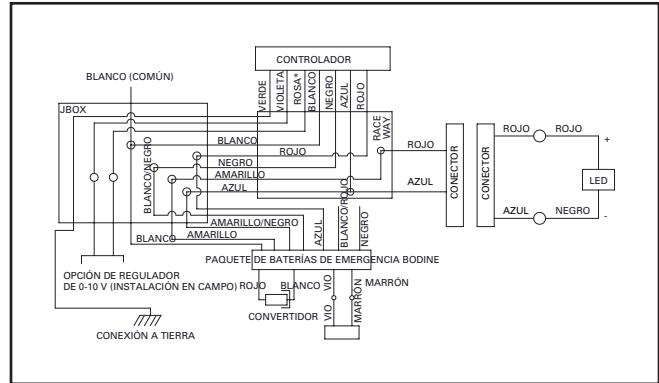 CONTROLADOR
BLANCO (COMÚN)
VERDE
VIOLETA
ROSA*
BLANCO
NEGRO
AZUL
ROJO
JBOX
RACE
WAY
BLANCO
ROJO
NEGRO
AMARILLO
AZUL
BLANCO/NEGRO
ROJO
AZUL
CONECTOR
CONECTOR
ROJO
ROJO
+
LED
AZUL
NEGRO
-
AMARILLO/NEGRO
AMARILLO
BLANCO
AZUL
BLANCO/ROJO
NEGRO
PAQUETE DE BATERÍAS DE EMERGENCIA BODINE
OPCIÓN DE REGULADOR
DE 0-10 V (INSTALACIÓN EN CAMPO)
ROJO
BLANCO
VIO
MARRÓN
CONVERTIDOR
VIO
MARRÓN
CONEXIÓN A TIERRA